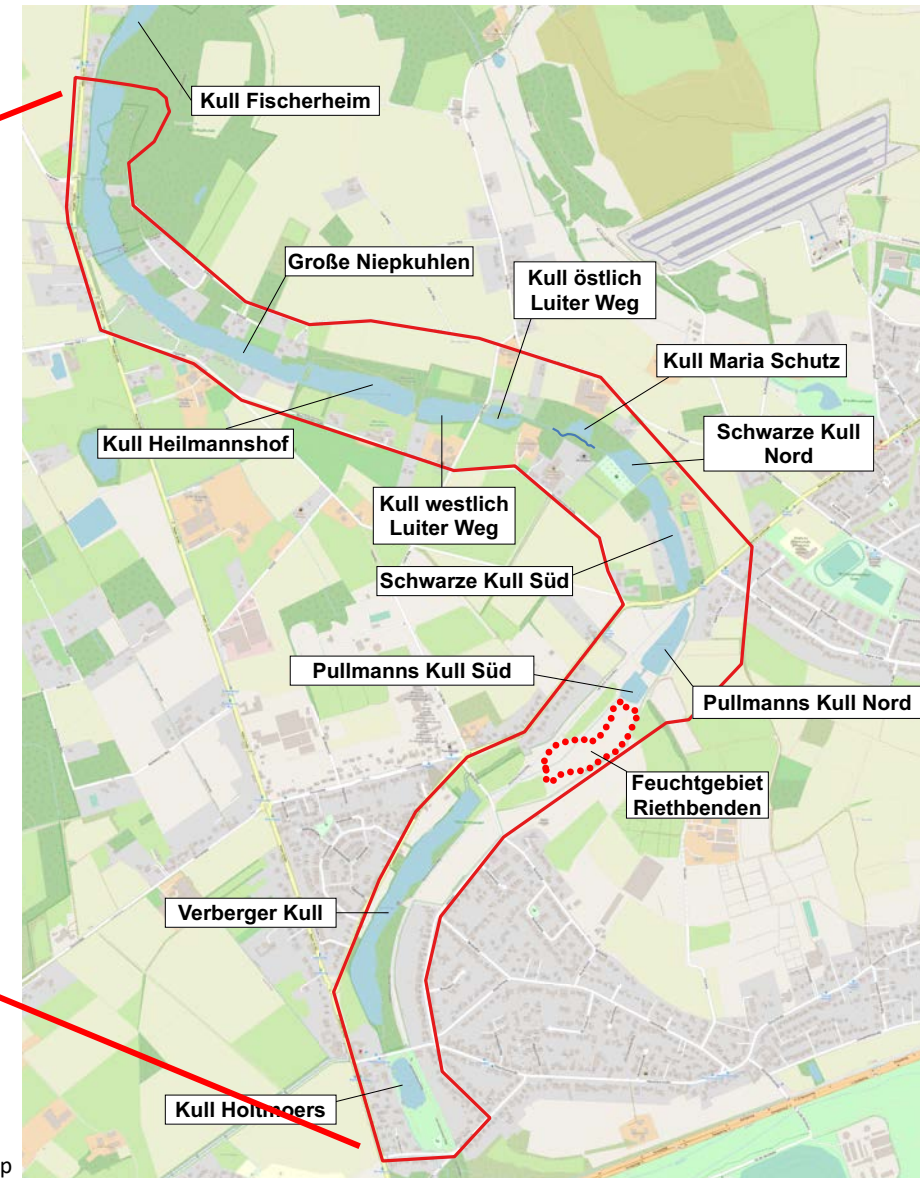 Kull Fischerheim
Große Niepkuhlen
Kull östlich
Luiter Weg
Kull Maria Schutz
Kull Heilmannshof
Schwarze Kull
Nord
Kull westlich
Luiter Weg
Schwarze Kull Süd
Pullmanns Kull Süd
Pullmanns Kull Nord
Feuchtgebiet
Riethbenden
Verberger Kull
Kull Holtmoers
p